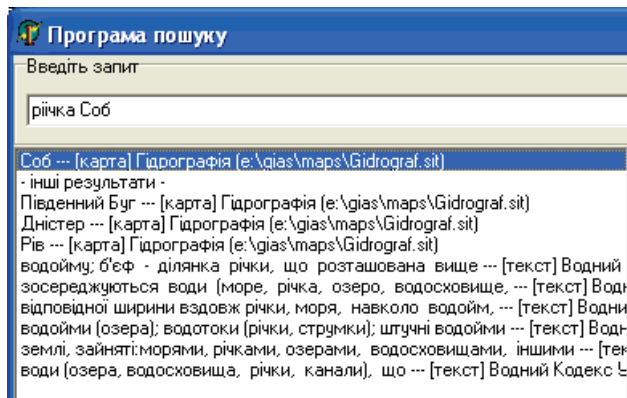 Програма пошуку
Введіть запит
ріічка Соб
Соб --- [карта] Гідрографія (e:\gias\maps\Gidrograf.sit)
- інші результати -
Південний Буг --- [карта] Гідрографія (e:\gias\maps\Gidrograf.sit)
Дністер --- [карта] Гідрографія (e:\gias\maps\Gidrograf.sit)
Рів --- [карта] Гідрографія (e:\gias\maps\Gidrograf.sit)
водойму; б'єф - ділянка річки, що розташована вище --- [текст] Водний
зосереджуються води (море, річка, озеро, водосховище, --- [текст]
відповідної ширини вздовж річки, моря, навколо водойм, --- [текст]
водойми (озера); водотоки (річки, струмки); штучні водойми --- [текст]
землі, зайняті:морями, річками, озерами, водосховищами, іншими ---
води (озера, водосховища, річки, канали), що --- [текст] Водний Кодекс